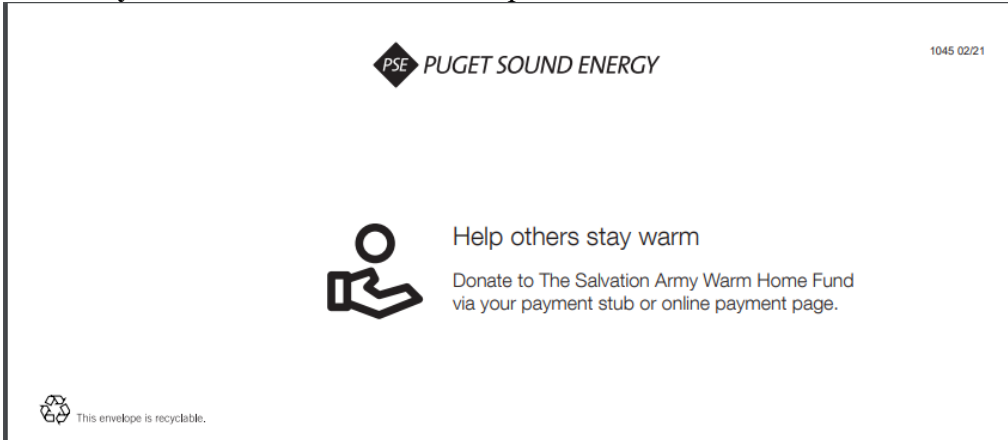 PSE PUGET SOUND ENERGY
1045 02/21
Help others stay warm
Donate to The Salvation Army Warm Home Fund
via your payment stub or online payment page.
This envelope is recyclable.